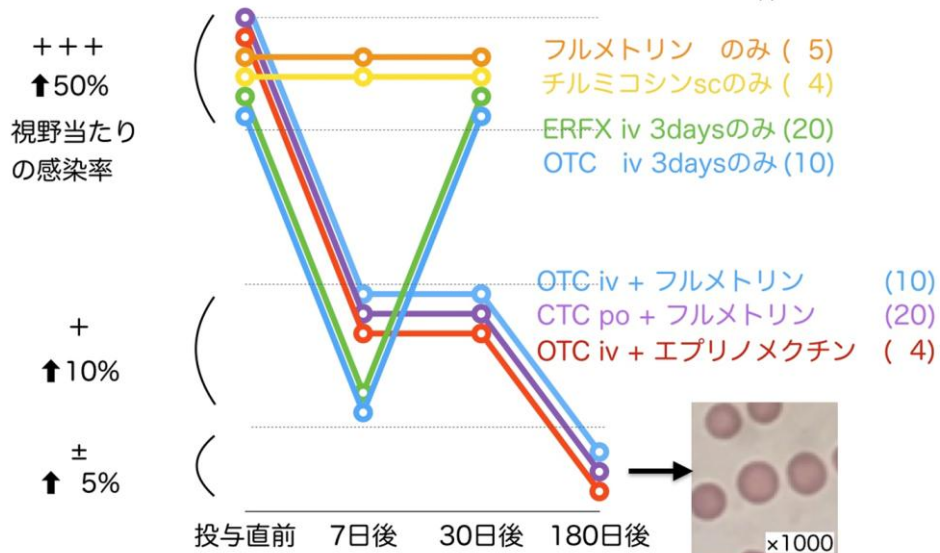 +++
⬆50%
視野当たり
の感染率
フルメトリン のみ ( 5)
チルミコシンscのみ ( 4)
ERFX iv 3daysのみ (20)
OTC iv 3daysのみ (10)
OTC iv + フルメトリン (10)
CTC po + フルメトリン (20)
OTC iv + エプリノメクチン ( 4)
+
⬆10%
±
⬆ 5%
投与直前 7日後 30日後 180日後
×1000